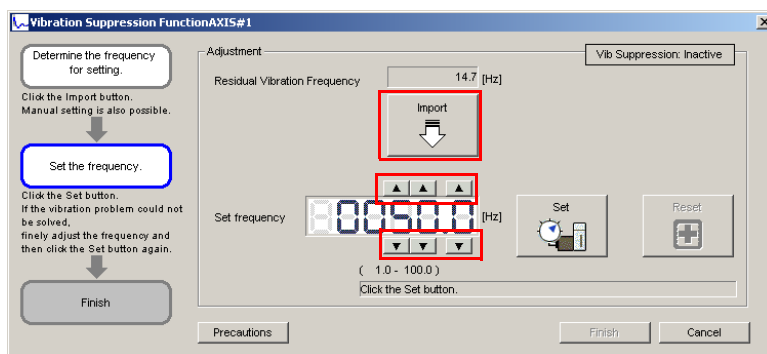 Vibration Suppression FunctionAXIS#1
Determine the frequency
for setting.
Click the Import button.
Manual setting is also possible.
Set the frequency.
Click the Set button.
If the vibration problem could not
be solved,
finely adjust the frequency and
then click the Set button again.
Finish
Adjustment
Vib Suppression: Inactive
Residual Vibration Frequency
14.7 [Hz]
Import
Set frequency
0050.0 [Hz]
( 1.0 - 100.0 )
Set
Reset
Click the Set button.
Precautions
Finish
Cancel